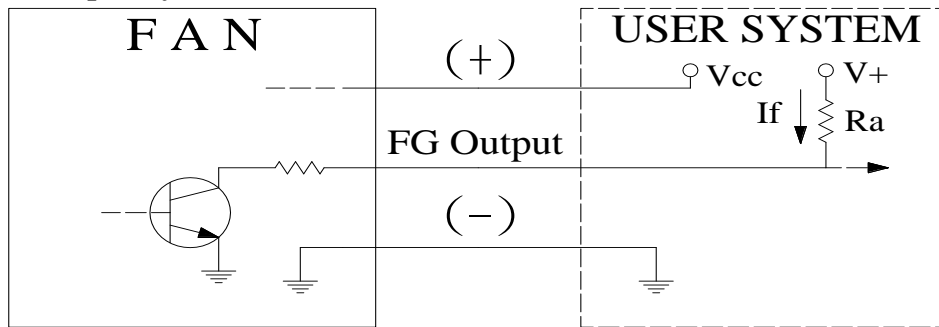 F A N
USER SYSTEM
(+)
Vcc
V+
If
Ra
FG Output
(−)